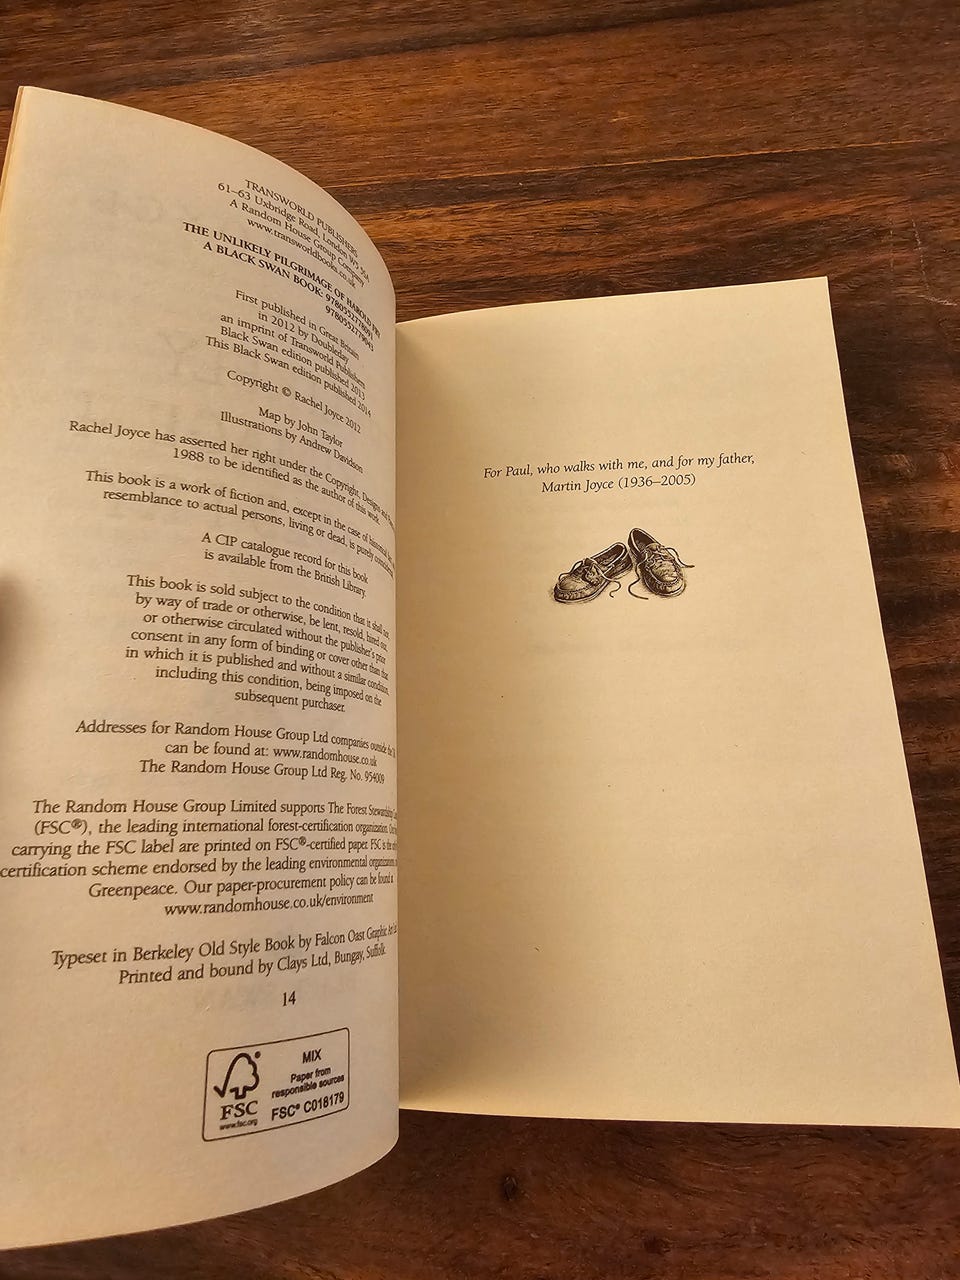 TRANSWORLD PUBLISHERS
61–63 Uxbridge Road, London W5 5SA
A Random House Group Company
www.transworldbooks.co.uk
THE UNLIKELY PILGRIMAGE OF HAROLD FRY
A BLACK SWAN BOOK: 9780552778091
9780552779043
First published in Great Britain
in 2012 by Doubleday
an imprint of Transworld Publishers
Black Swan edition published 2013
This Black Swan edition published 2014
Copyright © Rachel Joyce 2012
Map by John Taylor
Illustrations by Andrew Davidson
Rachel Joyce has asserted her right under the Copyright, Designs and
1988 to be identified as the author of this work.
This book is a work of fiction and, except in the case of historical
resemblance to actual persons, living or dead, is purely coincidental
A CIP catalogue record for this book
is available from the British Library.
This book is sold subject to the condition that it shall not,
by way of trade or otherwise, be lent, resold, hired out,
or otherwise circulated without the publisher's prior
consent in any form of binding or cover other than that
in which it is published and without a similar condition,
including this condition, being imposed on the
subsequent purchaser.
Addresses for Random House Group Ltd companies outside the
can be found at: www.randomhouse.co.uk
The Random House Group Ltd Reg. No. 954009
The Random House Group Limited supports The Forest Stewardship
(FSC®), the leading international forest-certification organization.
carrying the FSC label are printed on FSC®-certified paper. FSC is the
certification scheme endorsed by the leading environmental
Greenpeace. Our paper-procurement policy can be found
www.randomhouse.co.uk/environment
Typeset in Berkeley Old Style Book by Falcon Oast Graphic
Printed and bound by Clays Ltd, Bungay, Suffolk.
14
FSC
www.fsc.org
MIX
Paper from
responsible sources
FSC® C018179
For Paul, who walks with me, and for my father,
Martin Joyce (1936–2005)